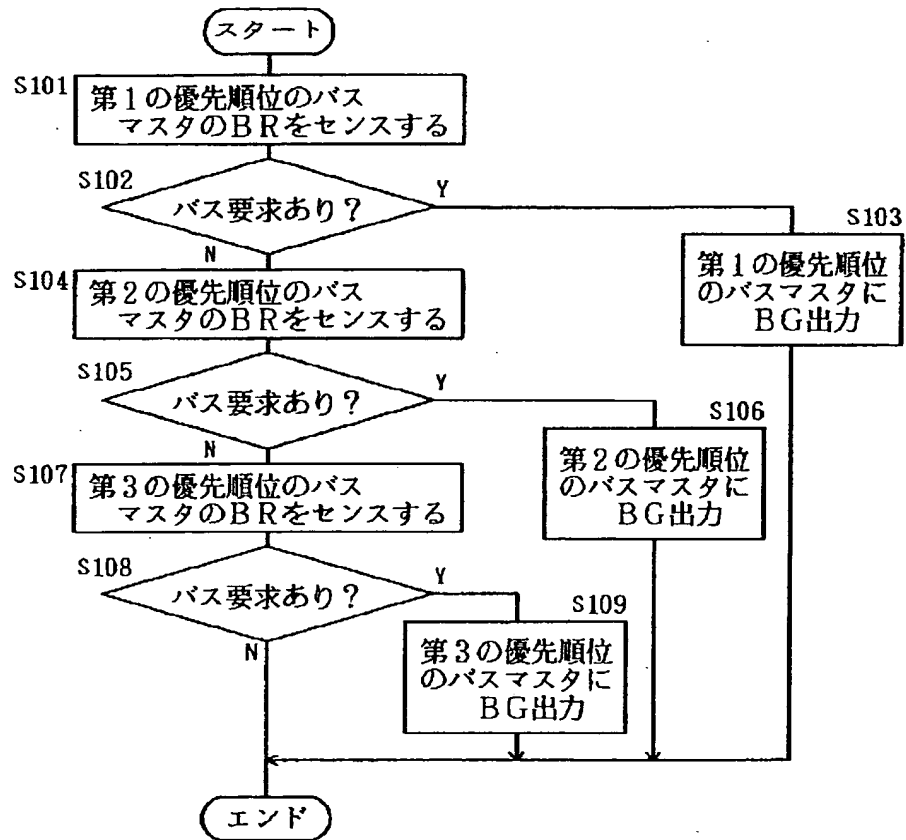 スタート
S101
第1の優先順位のバス
マスタのBRをセンスする
S102
バス要求あり？
Y
N
S103
第1の優先順位
のバスマスタに
BG出力
S104
第2の優先順位のバス
マスタのBRをセンスする
S105
バス要求あり？
Y
N
S106
第2の優先順位
のバスマスタに
BG出力
S107
第3の優先順位のバス
マスタのBRをセンスする
S108
バス要求あり？
Y
N
S109
第3の優先順位
のバスマスタに
BG出力
エンド